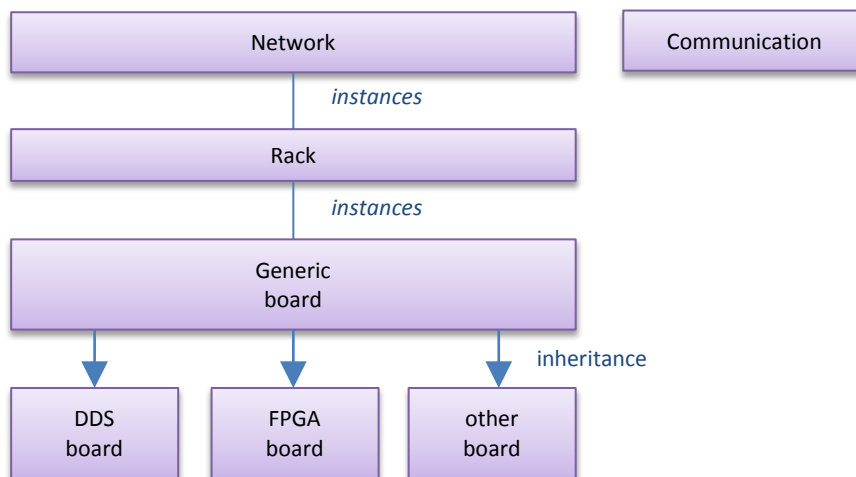 Network
Communication
instances
Rack
instances
Generic
board
inheritance
DDS
board
FPGA
board
other
board